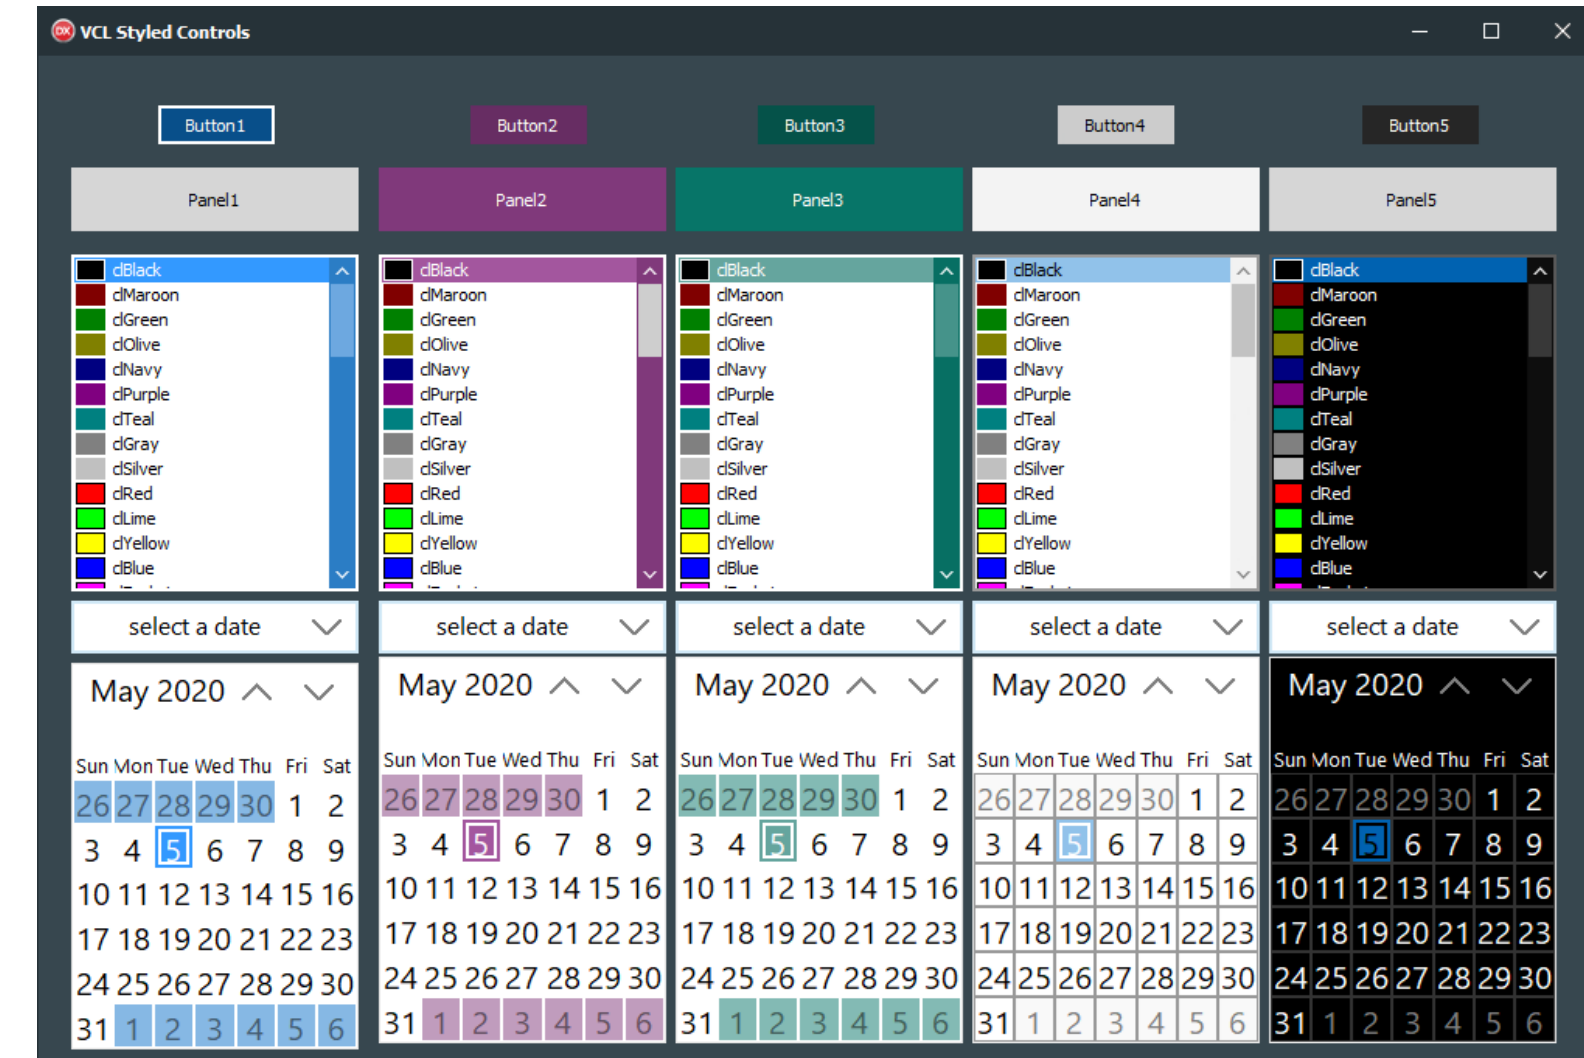 VCL Styled Controls
Button1 Button2 Button3 Button4 Button5
Panel1 Panel2 Panel3 Panel4 Panel5
clBlack clBlack clBlack clBlack clBlack
clMaroon clMaroon clMaroon clMaroon clMaroon
clGreen clGreen clGreen clGreen clGreen
clOlive clOlive clOlive clOlive clOlive
clNavy clNavy clNavy clNavy clNavy
clPurple clPurple clPurple clPurple clPurple
clTeal clTeal clTeal clTeal clTeal
clGray clGray clGray clGray clGray
clSilver clSilver clSilver clSilver clSilver
clRed clRed clRed clRed clRed
clLime clLime clLime clLime clLime
clYellow clYellow clYellow clYellow clYellow
clBlue clBlue clBlue clBlue clBlue
select a date select a date select a date select a date select a date
May 2020 May 2020 May 2020 May 2020 May 2020
Sun Mon Tue Wed Thu Fri Sat Sun Mon Tue Wed Thu Fri Sat Sun Mon Tue Wed Thu Fri Sat Sun Mon Tue Wed Thu Fri Sat Sun Mon Tue Wed Thu Fri Sat
26 27 28 29 30 1 2 26 27 28 29 30 1 2 26 27 28 29 30 1 2 26 27 28 29 30 1 2 26 27 28 29 30 1 2
3 4 5 6 7 8 9 3 4 5 6 7 8 9 3 4 5 6 7 8 9 3 4 5 6 7 8 9 3 4 5 6 7 8 9
10 11 12 13 14 15 16 10 11 12 13 14 15 16 10 11 12 13 14 15 16 10 11 12 13 14 15 16 10 11 12 13 14 15 16
17 18 19 20 21 22 23 17 18 19 20 21 22 23 17 18 19 20 21 22 23 17 18 19 20 21 22 23 17 18 19 20 21 22 23
24 25 26 27 28 29 30 24 25 26 27 28 29 30 24 25 26 27 28 29 30 24 25 26 27 28 29 30 24 25 26 27 28 29 30
31 1 2 3 4 5 6 31 1 2 3 4 5 6 31 1 2 3 4 5 6 31 1 2 3 4 5 6 31 1 2 3 4 5 6